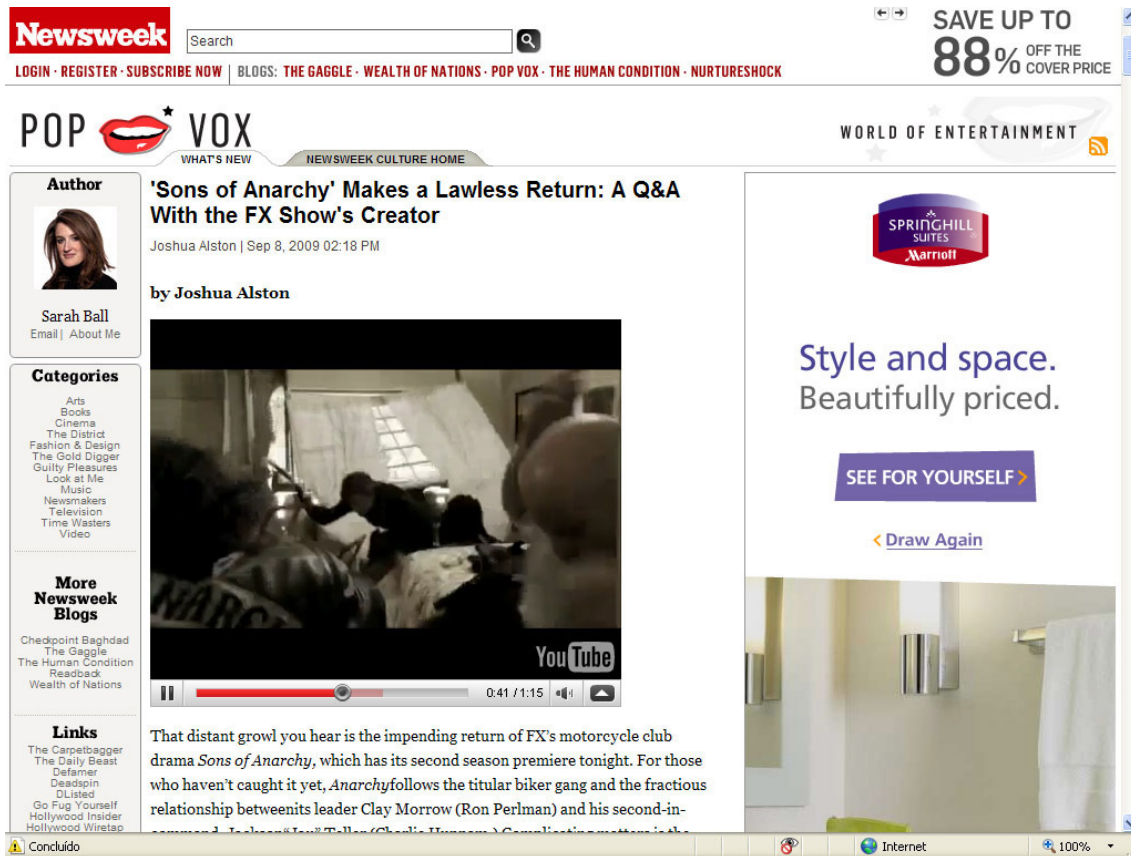 Newsweek
Search
SAVE UP TO
88% OFF THE
COVER PRICE
LOGIN · REGISTER · SUBSCRIBE NOW | BLOGS: THE GAGGLE · WEALTH OF NATIONS · POP VOX · THE HUMAN CONDITION · NURTURESHOCK
POP VOX
WORLD OF ENTERTAINMENT
WHAT'S NEW
NEWSWEEK CULTURE HOME
Author
Sarah Ball
Email | About Me
Categories
Arts
Books
Cinema
The District
Fashion & Design
The Gold Digger
Guilty Pleasures
Look at Me
Music
Newsmakers
Television
Time Wasters
Video
More
Newsweek
Blogs
Checkpoint Baghdad
The Gaggle
The Human Condition
Readback
Wealth of Nations
Links
The Carpetbagger
The Daily Beast
Defamer
Deadspin
DListed
Go Fug Yourself
Hollywood Insider
Hollywood Wiretap
'Sons of Anarchy' Makes a Lawless Return: A Q&A
With the FX Show's Creator
Joshua Alston | Sep 8, 2009 02:18 PM
by Joshua Alston
YouTube
0:41 / 1:15
That distant growl you hear is the impending return of FX's motorcycle club
drama Sons of Anarchy, which has its second season premiere tonight. For those
who haven't caught it yet, Anarchyfollows the titular biker gang and the fractious
relationship betweenits leader Clay Morrow (Ron Perlman) and his second-in-
SPRINGHILL
SUITES
Marriott
Style and space.
Beautifully priced.
SEE FOR YOURSELF >
< Draw Again
Concluído
Internet
100%